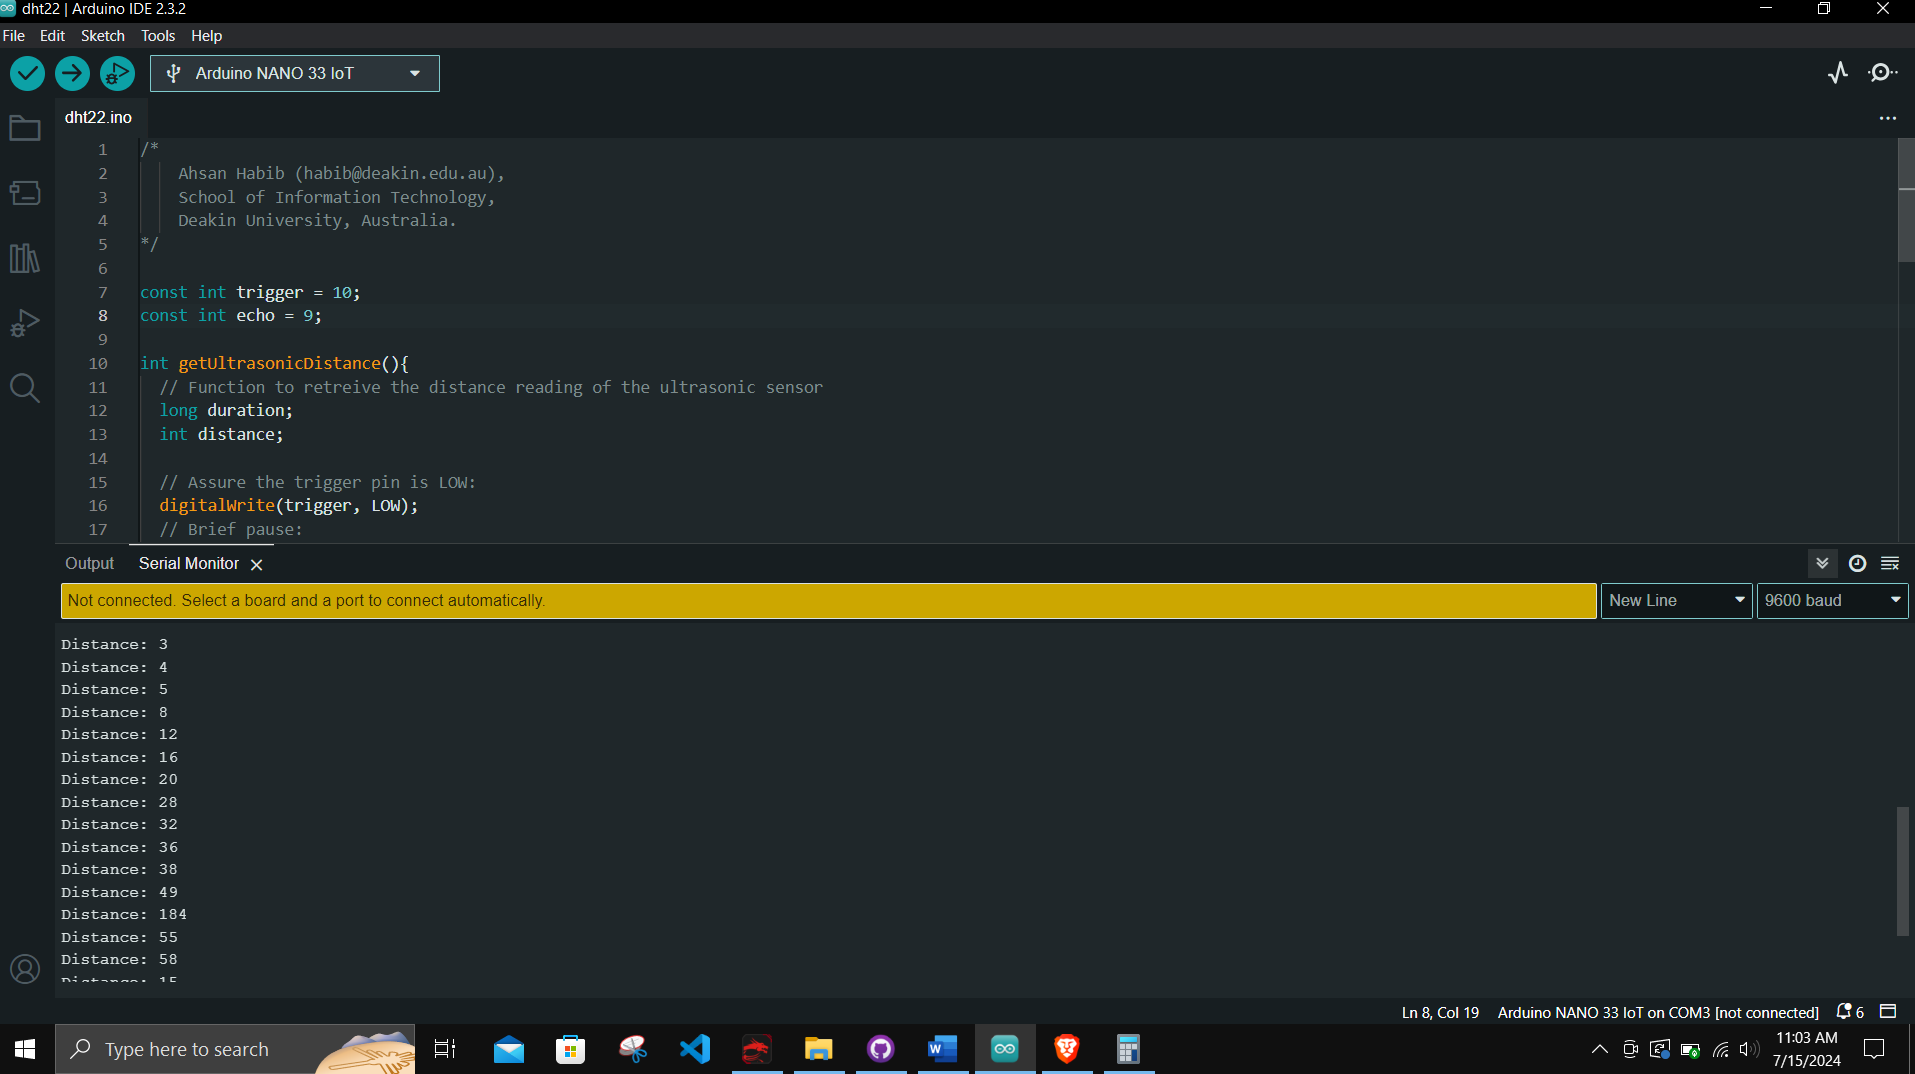 dht22 | Arduino IDE 2.3.2
File Edit Sketch Tools Help
Arduino NANO 33 IoT
dht22.ino
1 /*
2 Ahsan Habib (habib@deakin.edu.au),
3 School of Information Technology,
4 Deakin University, Australia.
5 */
6
7 const int trigger = 10;
8 const int echo = 9;
9
10 int getUltrasonicDistance(){
11 // Function to retreive the distance reading of the ultrasonic sensor
12 long duration;
13 int distance;
14
15 // Assure the trigger pin is LOW:
16 digitalWrite(trigger, LOW);
17 // Brief pause:
Output Serial Monitor
Not connected. Select a board and a port to connect automatically.
New Line
9600 baud
Distance: 3
Distance: 4
Distance: 5
Distance: 8
Distance: 12
Distance: 16
Distance: 20
Distance: 28
Distance: 32
Distance: 36
Distance: 38
Distance: 49
Distance: 184
Distance: 55
Distance: 58
Distance: 15
Ln 8, Col 19 Arduino NANO 33 IoT on COM3 [not connected] 6
Type here to search
11:03 AM
7/15/2024